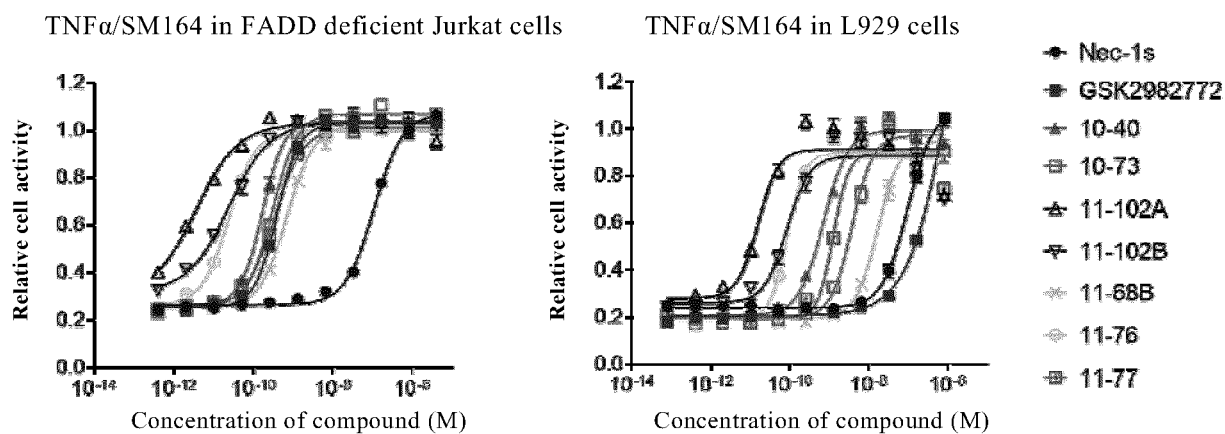 TNFα/SM164 in FADD deficient Jurkat cells
TNFα/SM164 in L929 cells
Relative cell activity
1.2
1.0
0.8
0.6
0.4
0.2
0.0
10-14
10-12
10-10
10-8
10-6
Concentration of compound (M)
Relative cell activity
1.2
1.0
0.8
0.6
0.4
0.2
0.0
10-14
10-12
10-10
10-8
10-6
Concentration of compound (M)
Nec-1s
GSK2982772
10-40
10-73
11-102A
11-102B
11-68B
11-76
11-77